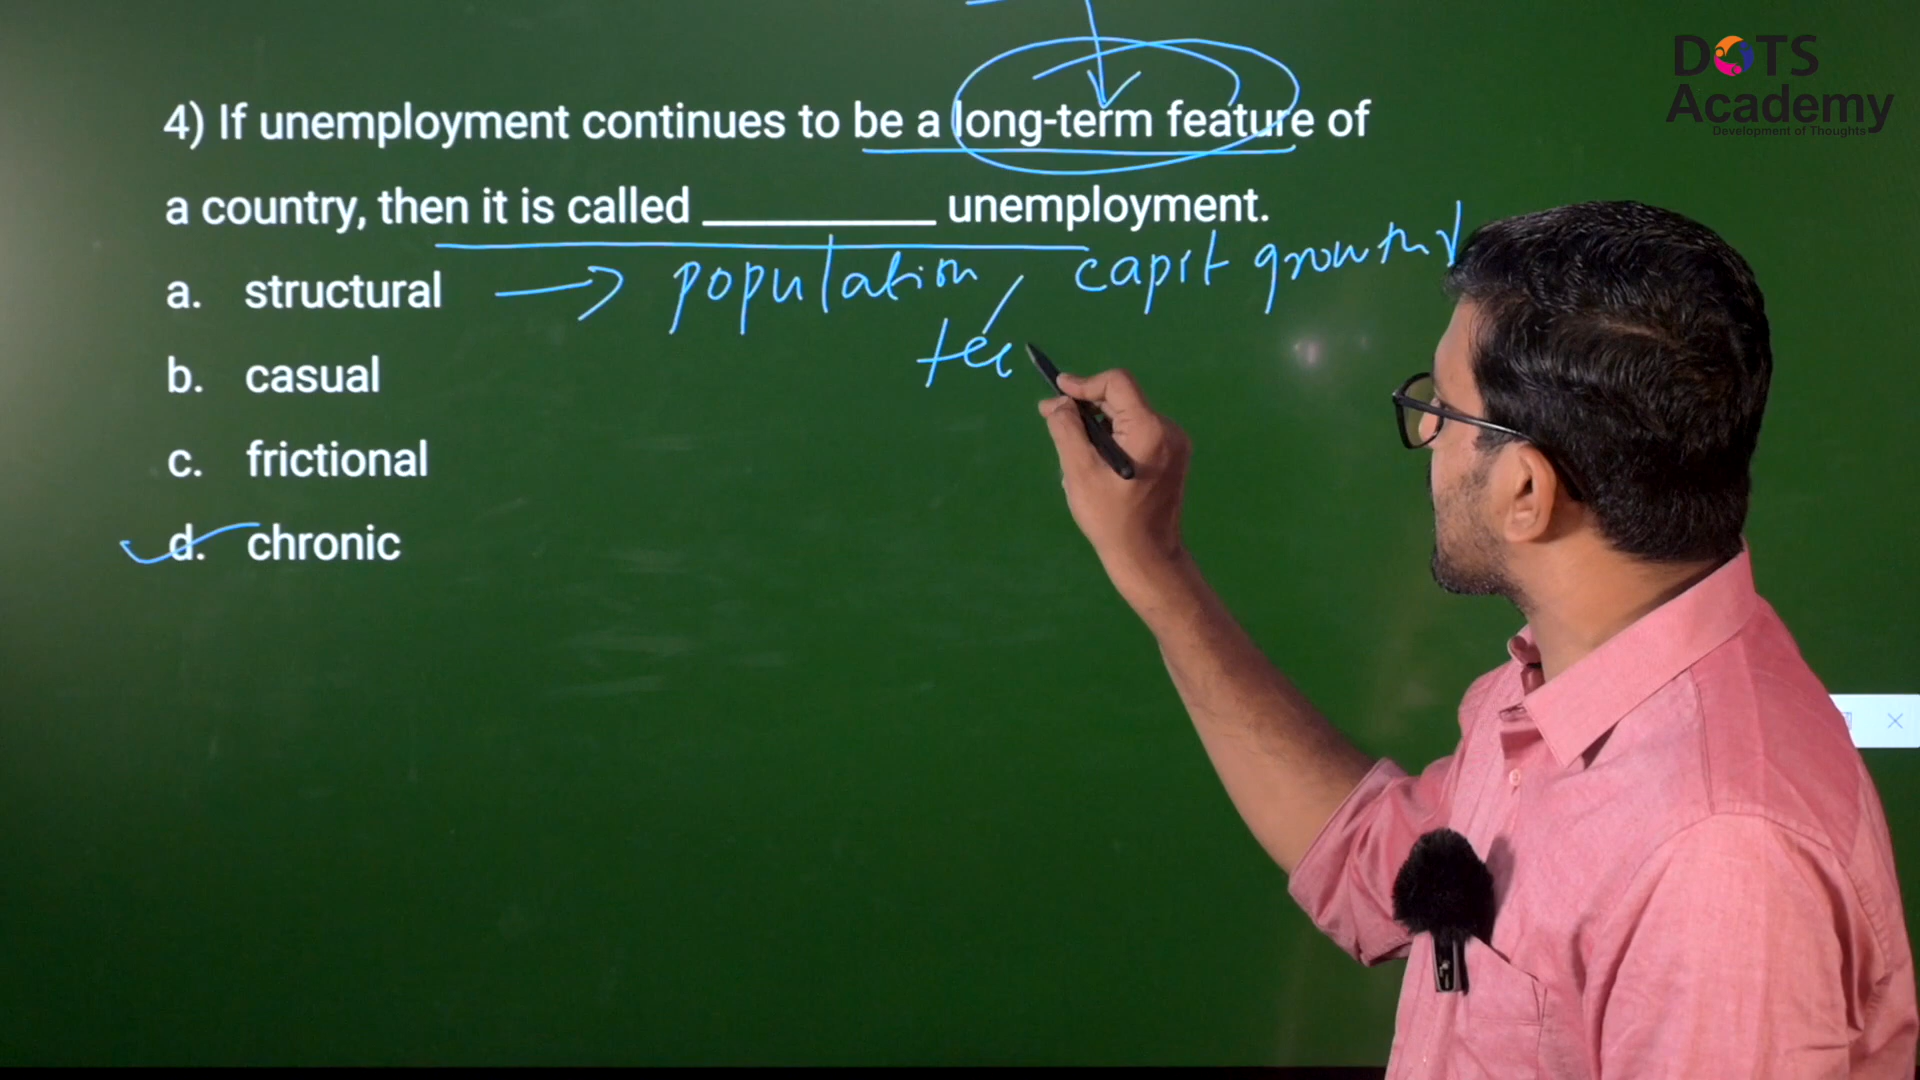 DOTS
Academy
Development of Thoughts
4) If unemployment continues to be a long-term feature of
a country, then it is called __________ unemployment.
a. structural → population, capit growth
tec
b. casual
c. frictional
d. chronic